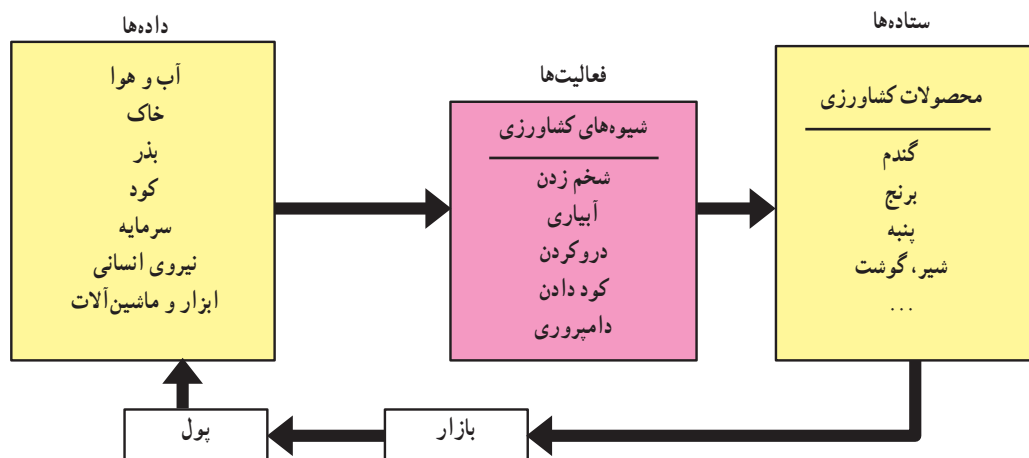 داده‌ها
آب و هوا
خاک
بذر
کود
سرمایه
نیروی انسانی
ابزار و ماشین‌آلات
فعالیت‌ها
شیوه‌های کشاورزی
شخم زدن
آبیاری
دروکردن
کود دادن
دامپروری
ستاده‌ها
محصولات کشاورزی
گندم
برنج
پنبه
شیر، گوشت
...
بازار
پول